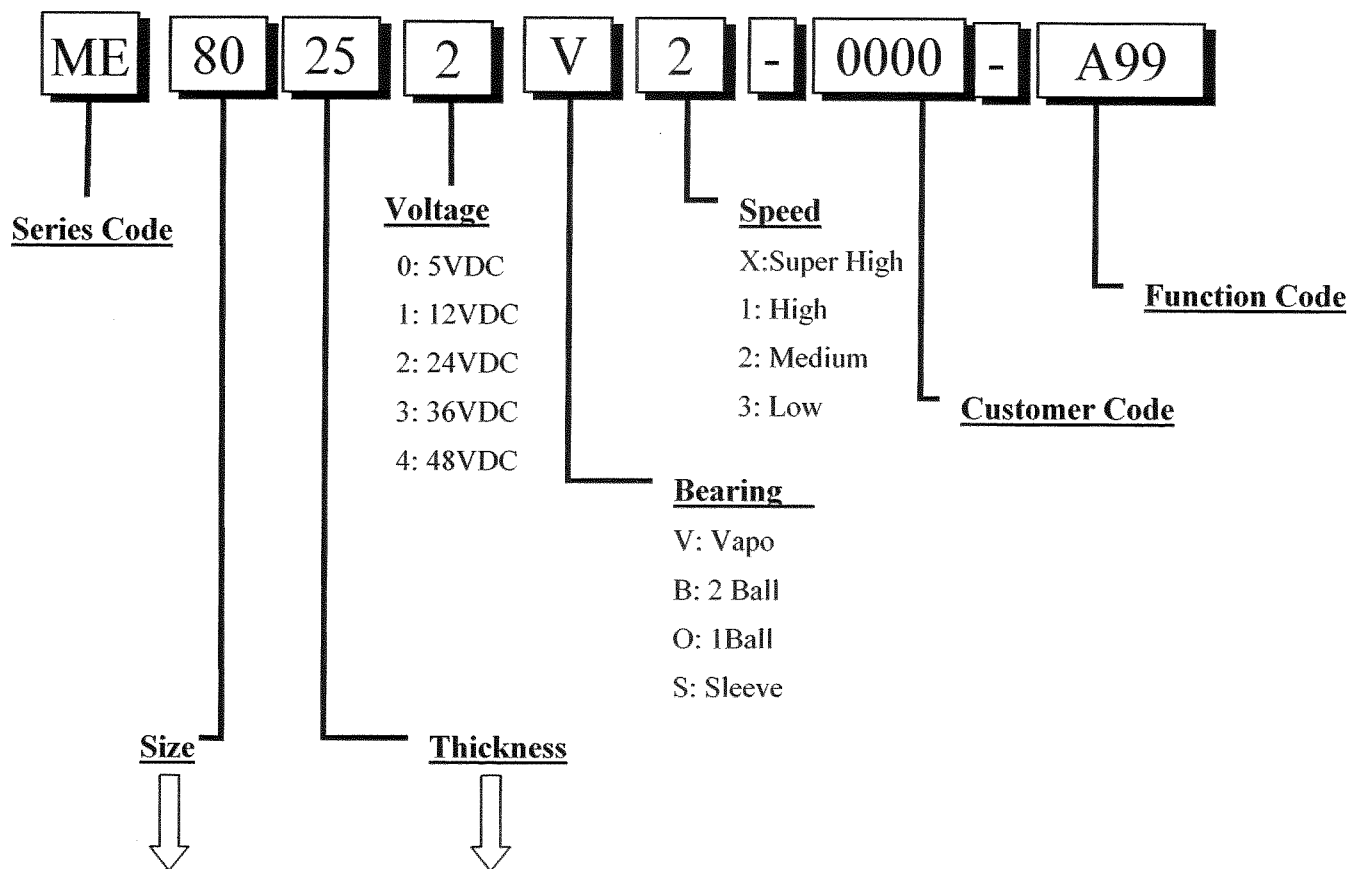 ME 80 25 2 V 2 - 0000 - A99
Series Code
Voltage
0: 5VDC
1: 12VDC
2: 24VDC
3: 36VDC
4: 48VDC
Speed
X:Super High
1: High
2: Medium
3: Low
Function Code
Customer Code
Bearing
V: Vapo
B: 2 Ball
O: 1Ball
S: Sleeve
Size
Thickness